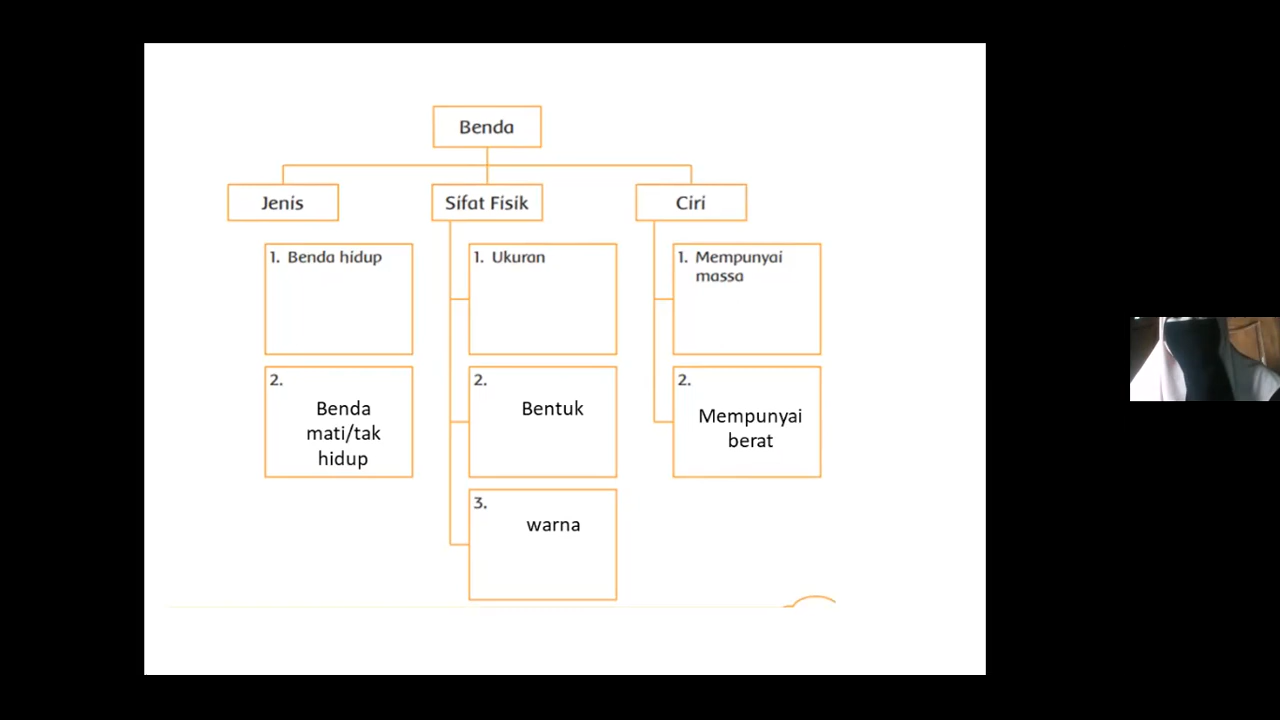 Benda
Jenis
Sifat Fisik
Ciri
1. Benda hidup
2.
Benda
mati/tak
hidup
1. Ukuran
2.
Bentuk
3.
warna
1. Mempunyai
massa
2.
Mempunyai
berat